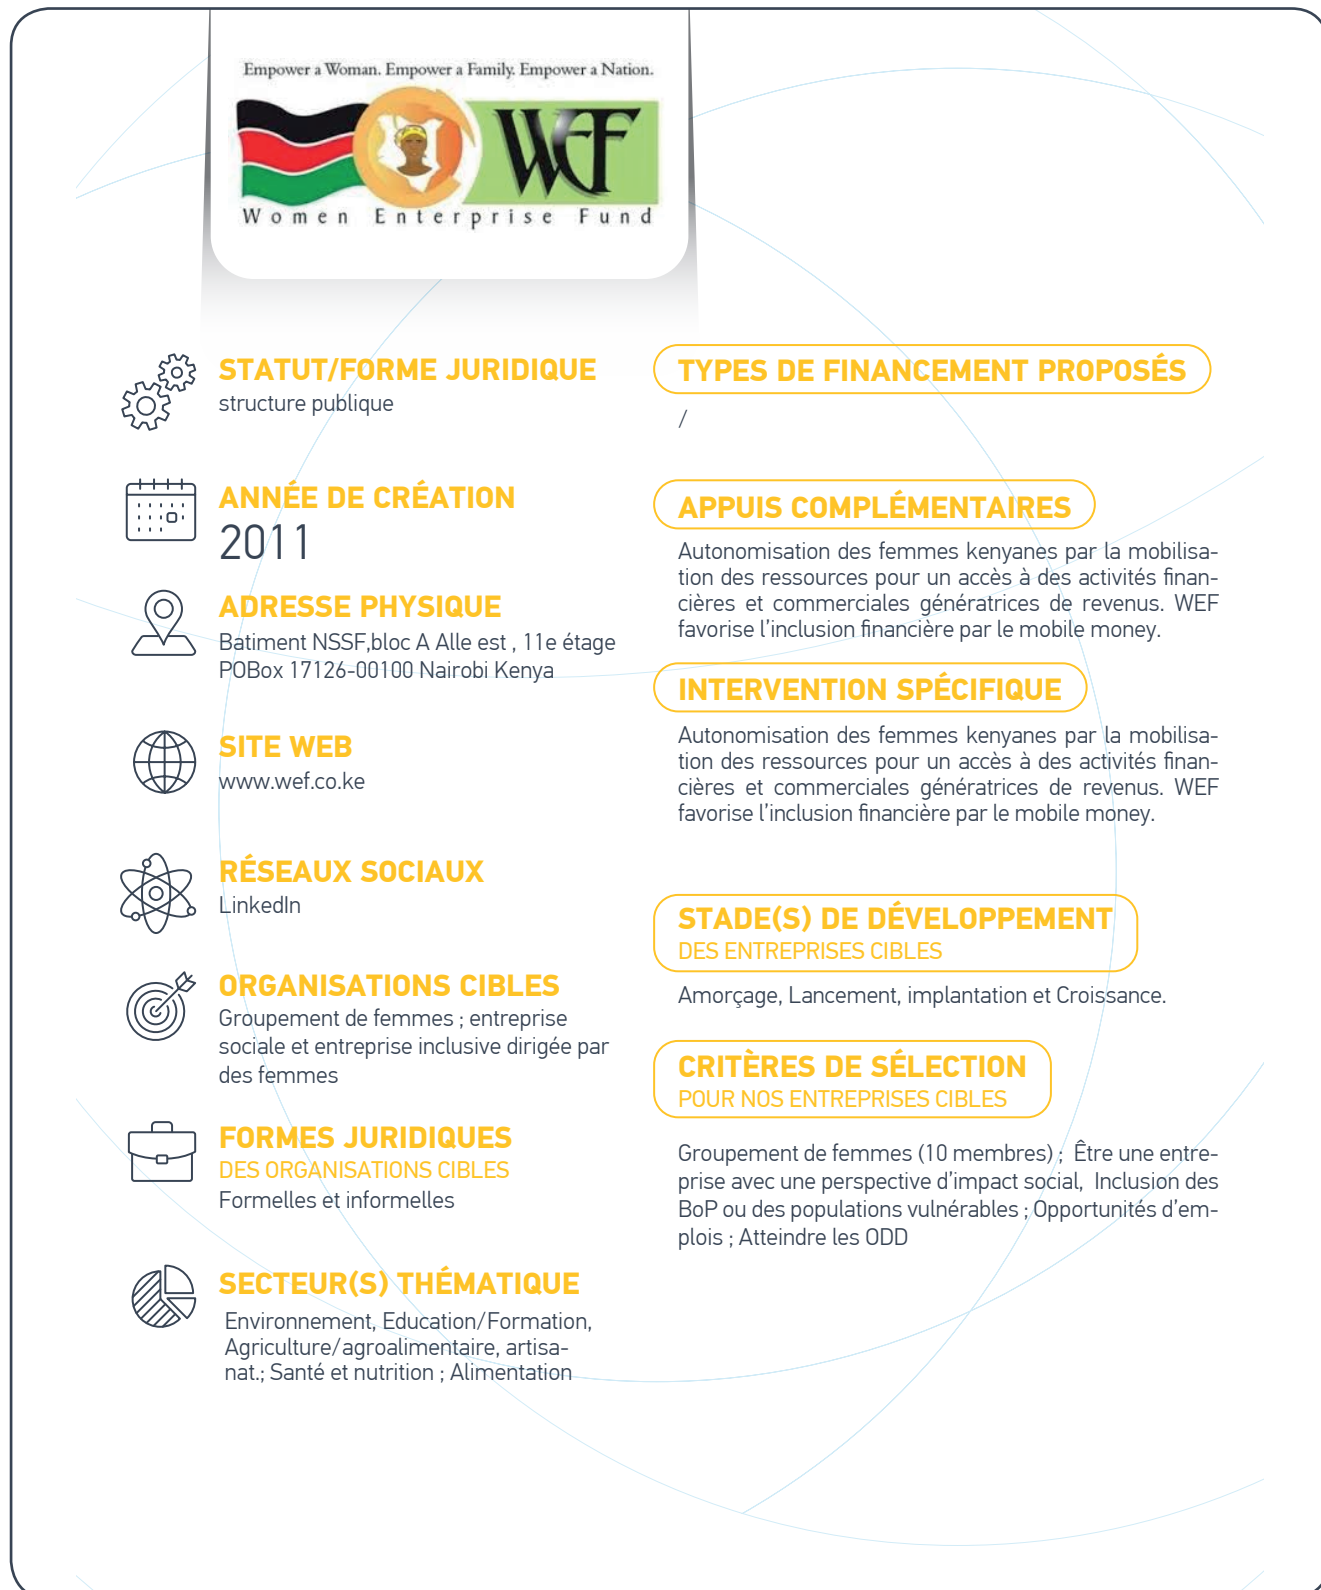 Empower a Woman. Empower a Family. Empower a Nation.
WEF
Women Enterprise Fund
STATUT/FORME JURIDIQUE
structure publique
ANNÉE DE CRÉATION
2011
ADRESSE PHYSIQUE
Batiment NSSF,bloc A Alle est , 11e étage
POBox 17126-00100 Nairobi Kenya
SITE WEB
www.wef.co.ke
RÉSEAUX SOCIAUX
LinkedIn
ORGANISATIONS CIBLES
Groupement de femmes ; entreprise
sociale et entreprise inclusive dirigée par
des femmes
FORMES JURIDIQUES
DES ORGANISATIONS CIBLES
Formelles et informelles
SECTEUR(S) THÉMATIQUE
Environnement, Education/Formation,
Agriculture/agroalimentaire, artisa-
nat.; Santé et nutrition ; Alimentation
TYPES DE FINANCEMENT PROPOSÉS
/
APPUIS COMPLÉMENTAIRES
Autonomisation des femmes kenyanes par la mobilisa-
tion des ressources pour un accès à des activités finan-
cières et commerciales génératrices de revenus. WEF
favorise l'inclusion financière par le mobile money.
INTERVENTION SPÉCIFIQUE
Autonomisation des femmes kenyanes par la mobilisa-
tion des ressources pour un accès à des activités finan-
cières et commerciales génératrices de revenus. WEF
favorise l'inclusion financière par le mobile money.
STADE(S) DE DÉVELOPPEMENT
DES ENTREPRISES CIBLES
Amorçage, Lancement, implantation et Croissance.
CRITÈRES DE SÉLECTION
POUR NOS ENTREPRISES CIBLES
Groupement de femmes (10 membres) ; Être une entre-
prise avec une perspective d'impact social, Inclusion des
BoP ou des populations vulnérables ; Opportunités d'em-
plois ; Atteindre les ODD